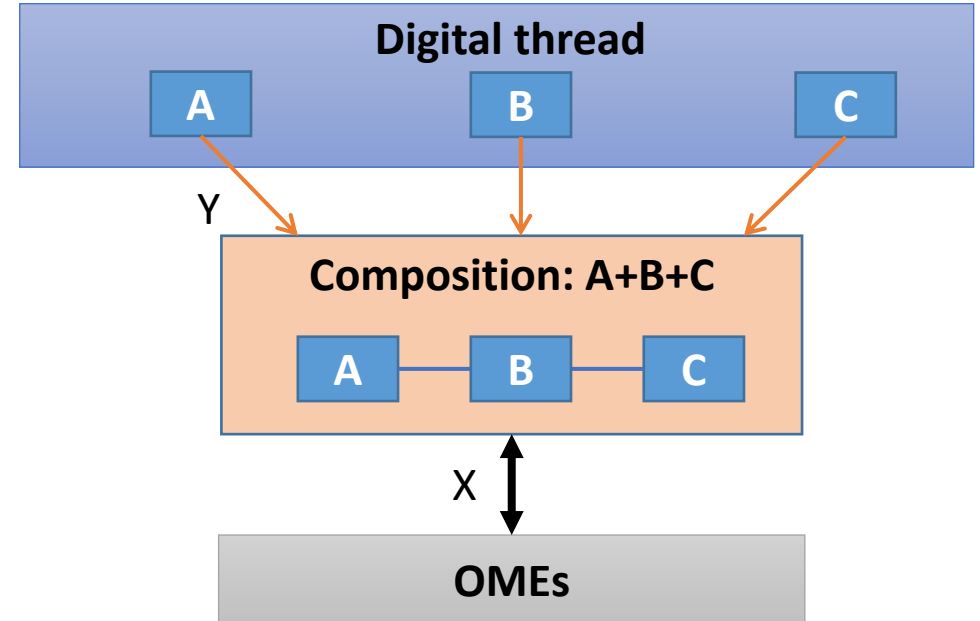 Digital thread
A
B
C
Y
Composition: A+B+C
A
B
C
X
OMEs